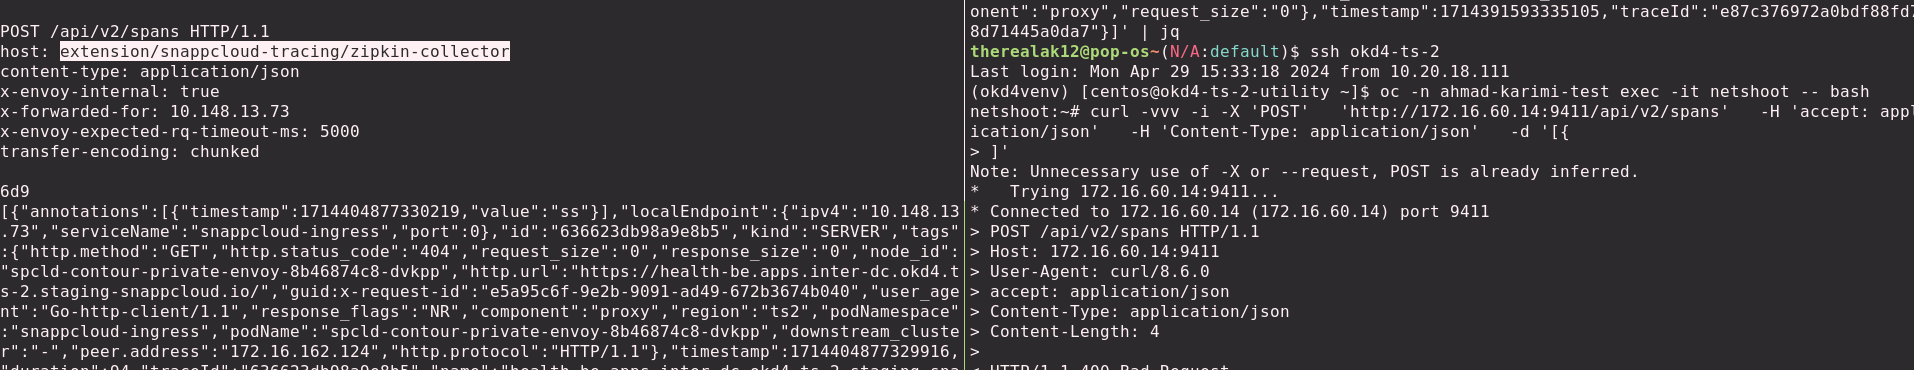 POST /api/v2/spans HTTP/1.1
host: extension/snappcloud-tracing/zipkin-collector
content-type: application/json
x-envoy-internal: true
x-forwarded-for: 10.148.13.73
x-envoy-expected-rq-timeout-ms: 5000
transfer-encoding: chunked
6d9
[{"annotations":[{"timestamp":1714404877330219,"value":"ss"}],"localEndpoint":{"ipv4":"10.148.13
.73","serviceName":"snappcloud-ingress","port":0},"id":"636623db98a9e8b5","kind":"SERVER","tags"
:{"http.method":"GET","http.status_code":"404","request_size":"0","response_size":"0","node_id":
"spcld-contour-private-envoy-8b46874c8-dvkpp","http.url":"https://health-be.apps.inter-dc.okd4.t
s-2.staging-snappcloud.io/","guid:x-request-id":"e5a95c6f-9e2b-9091-ad49-672b3674b040","user_age
nt":"Go-http-client/1.1","response_flags":"NR","component":"proxy","region":"ts2","podNamespace"
:"snappcloud-ingress","podName":"spcld-contour-private-envoy-8b46874c8-dvkpp","downstream_cluste
r":"-","peer.address":"172.16.162.124","http.protocol":"HTTP/1.1"},"timestamp":1714404877329916,
onent":"proxy","request_size":"0"},"timestamp":1714391593335105,"traceId":"e87c376972a0bdf88fd7
8d71445a0da7"}]' | jq
therealak12@pop-os~(N/A:default)$ ssh okd4-ts-2
Last login: Mon Apr 29 15:33:18 2024 from 10.20.18.111
(okd4venv) [centos@okd4-ts-2-utility ~]$ oc -n ahmad-karimi-test exec -it netshoot -- bash
netshoot:~# curl -vvv -i -X 'POST'   'http://172.16.60.14:9411/api/v2/spans'   -H 'accept: appl
ication/json'   -H 'Content-Type: application/json'   -d '[{
> ]'
Note: Unnecessary use of -X or --request, POST is already inferred.
*   Trying 172.16.60.14:9411...
* Connected to 172.16.60.14 (172.16.60.14) port 9411
> POST /api/v2/spans HTTP/1.1
> Host: 172.16.60.14:9411
> User-Agent: curl/8.6.0
> accept: application/json
> Content-Type: application/json
> Content-Length: 4
>
< HTTP/1.1 400 Bad Request